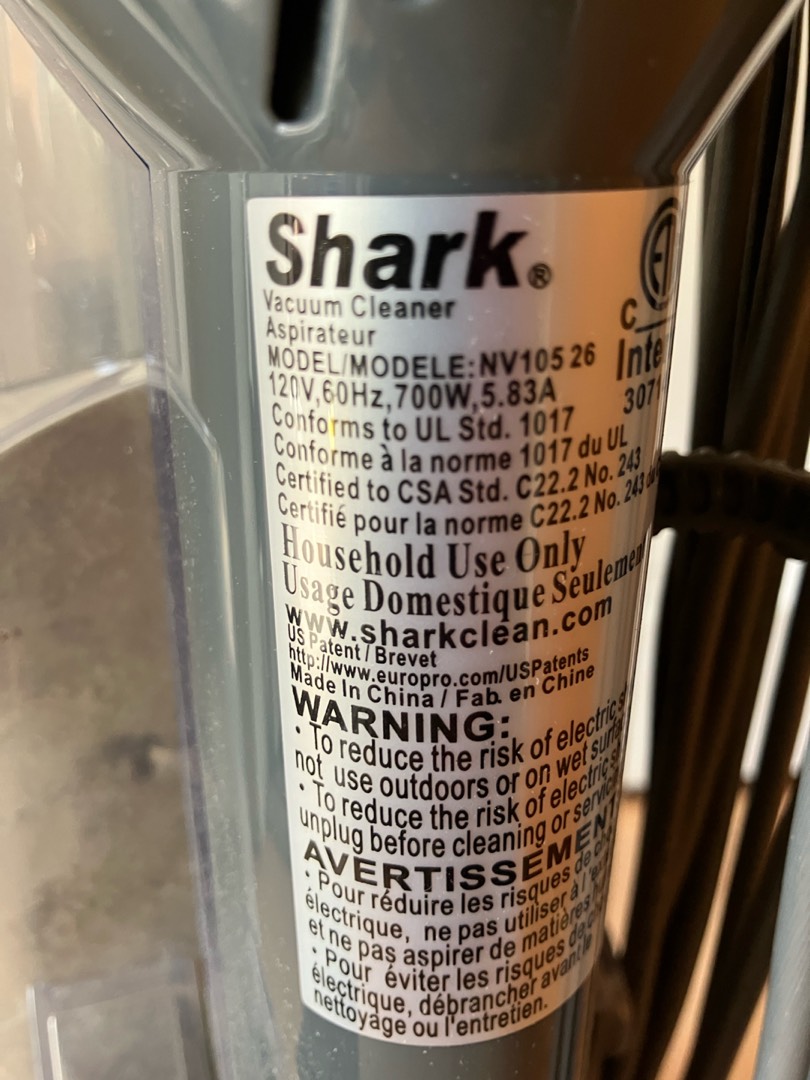 Shark®
Vacuum Cleaner
Aspirateur
MODEL/MODELE: NV105 26
120V,60Hz,700W,5.83A
Conforms to UL Std. 1017
Conforme à la norme 1017 du UL
Certified to CSA Std. C22.2 No. 243
Certifié pour la norme C22.2 No. 243
Household Use Only
Usage Domestique
www.sharkclean.com
US Patent / Brevet
http://www.europro.com/USPatents
Made In China / Fab. en Chine
WARNING:
· To reduce the risk of electric
not use outdoors or on wet
· To reduce the risk of electric
unplug before cleaning or
AVERTISSEMENT
· Pour réduire les risques de
électrique, ne pas utiliser à
et ne pas aspirer de matières
· Pour éviter les risques de
électrique, débrancher avant le
nettoyage ou l'entretien.
C